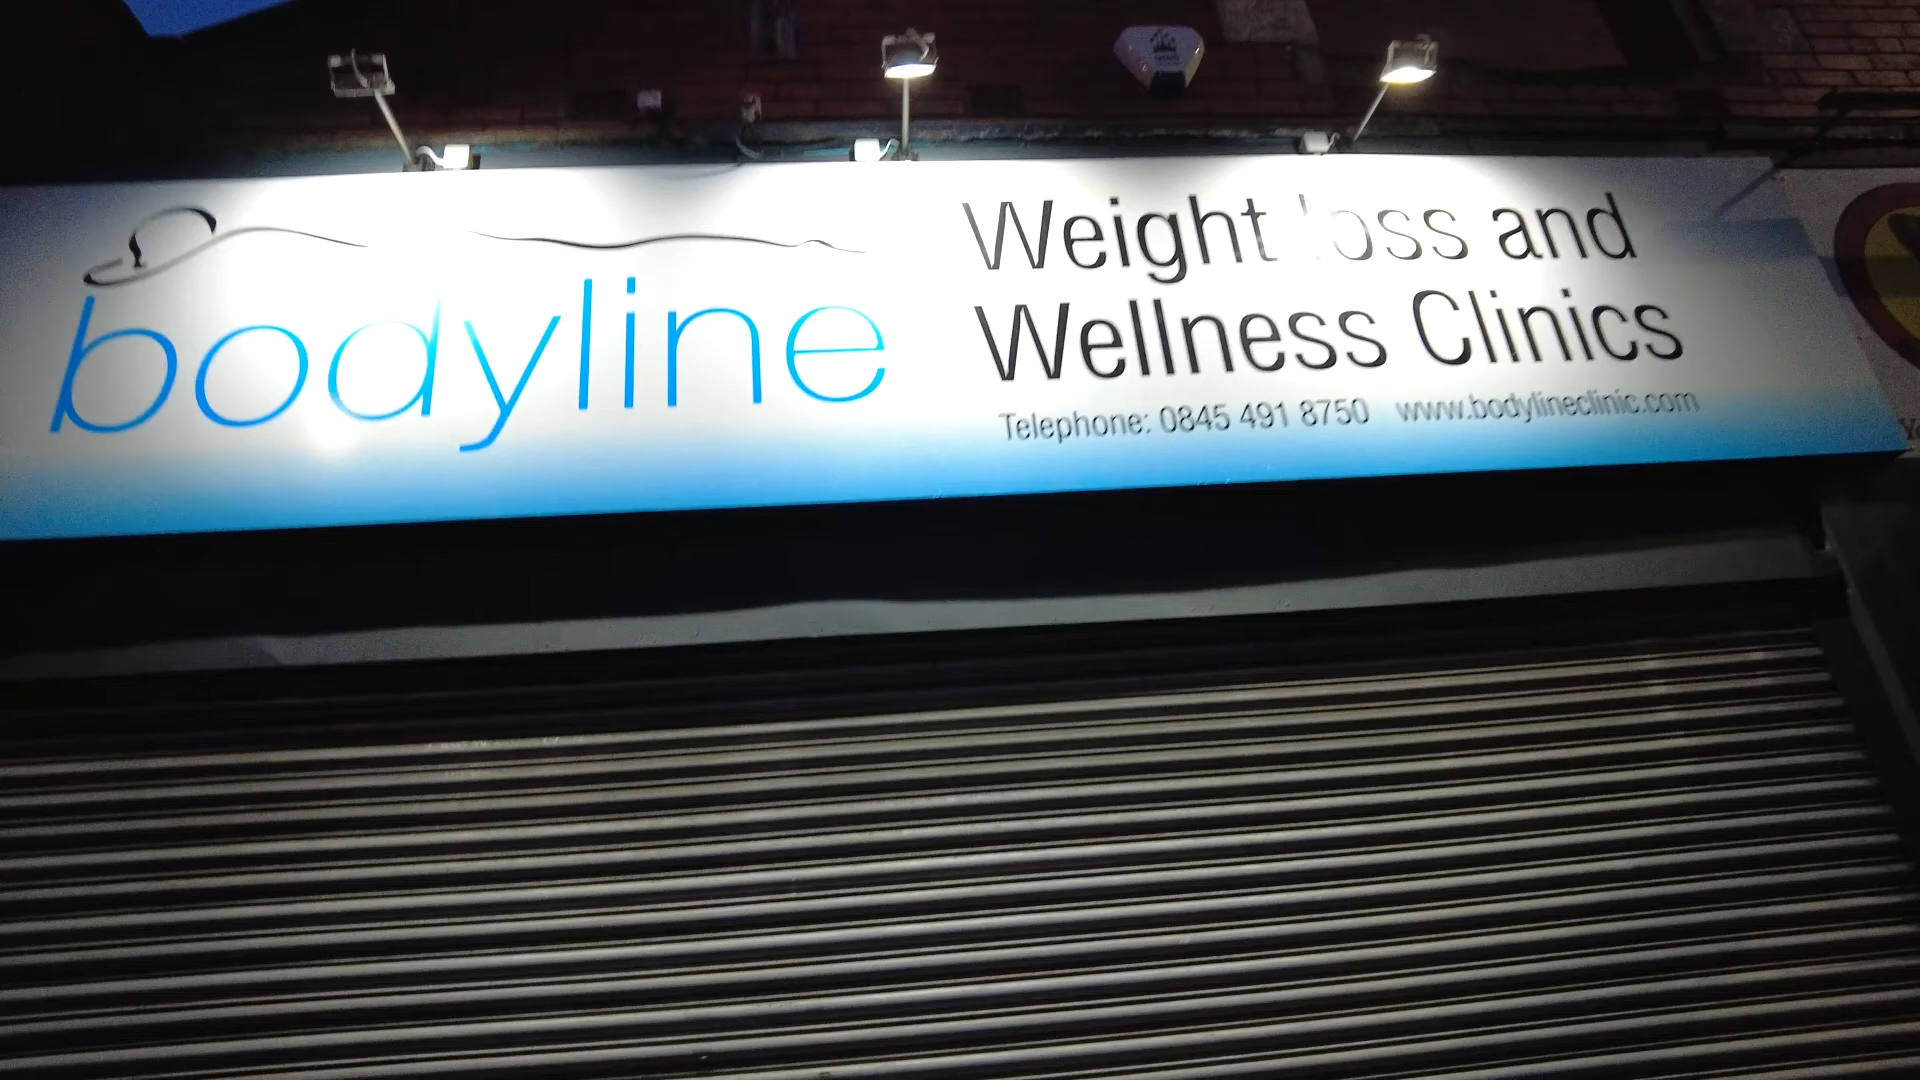 bodyline
Weight loss and
Wellness Clinics
Telephone: 0845 491 8750 www.bodylineclinic.com